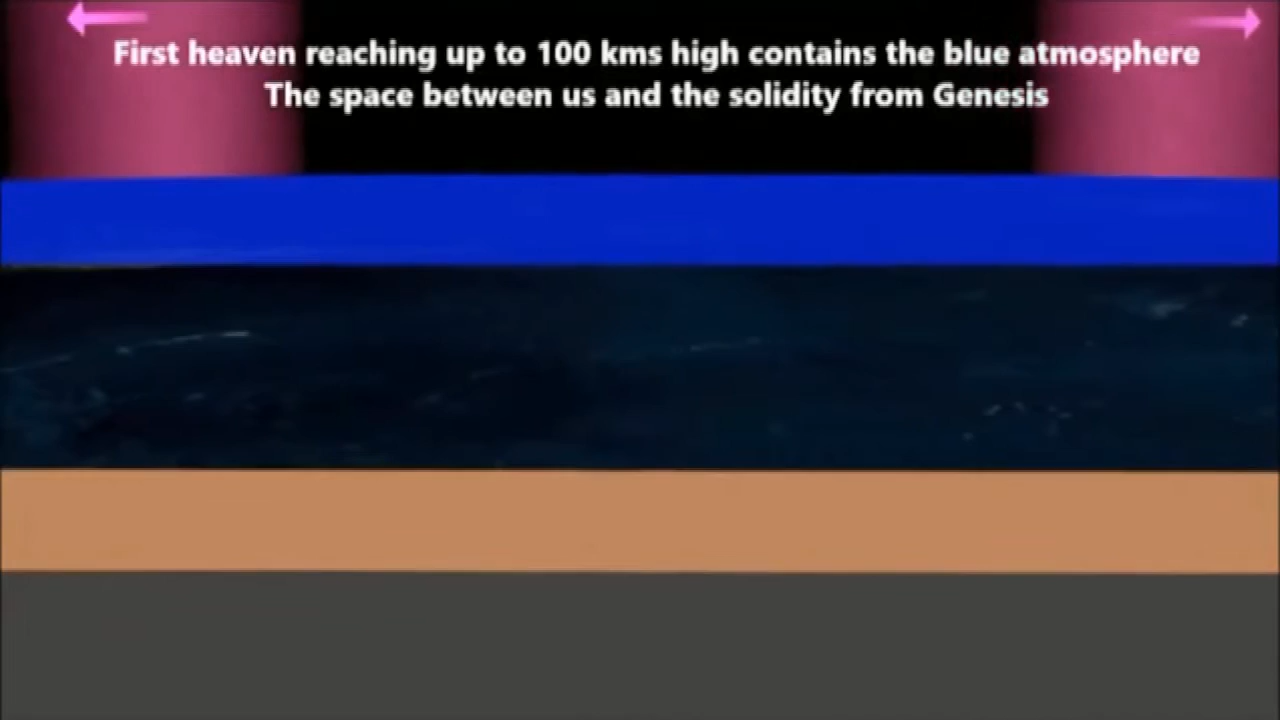 First heaven reaching up to 100 kms high contains the blue atmosphere
The space between us and the solidity from Genesis